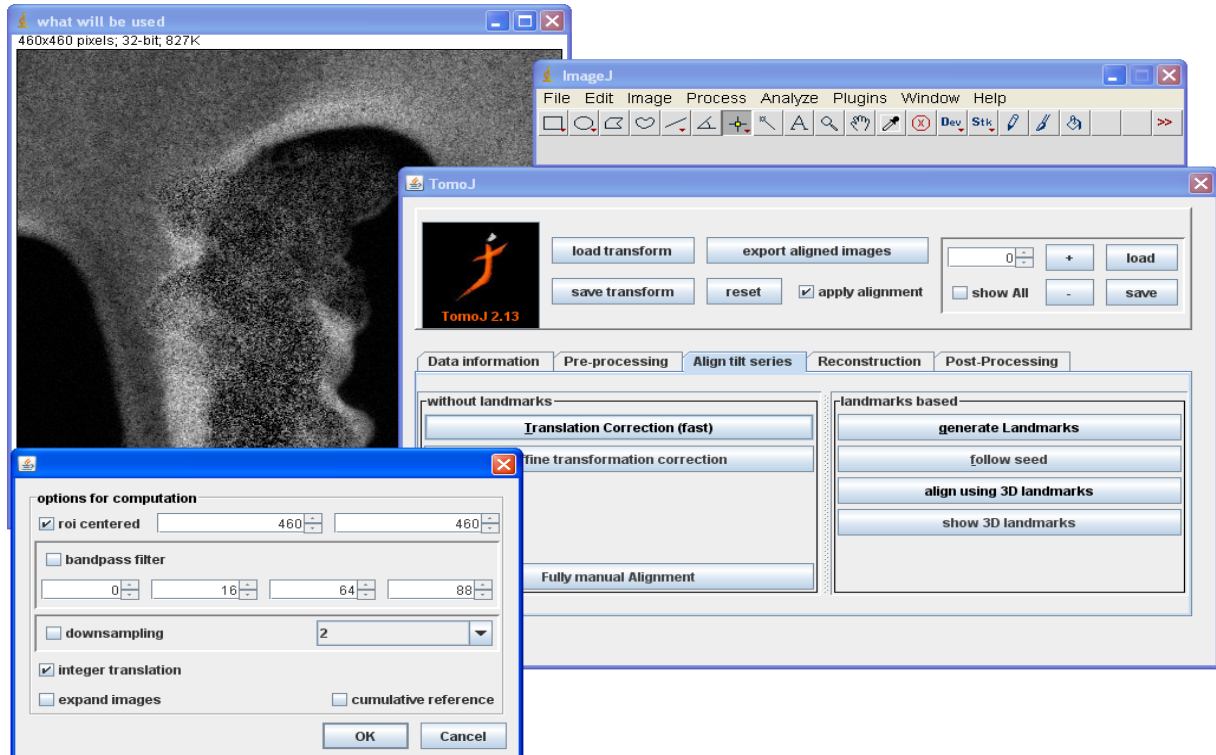 what will be used
460x460 pixels; 32-bit; 827K
ImageJ
File Edit Image Process Analyze Plugins Window Help
Dev Stk >>
TomoJ
TomoJ 2.13
load transform export aligned images 0 + load
save transform reset apply alignment show All - save
Data information Pre-processing Align tilt series Reconstruction Post-Processing
without landmarks
Translation Correction (fast)
fine transformation correction
Fully manual Alignment
landmarks based
generate Landmarks
follow seed
align using 3D landmarks
show 3D landmarks
options for computation
roi centered 460 460
bandpass filter
0 16 64 88
downsampling 2
integer translation
expand images cumulative reference
OK Cancel